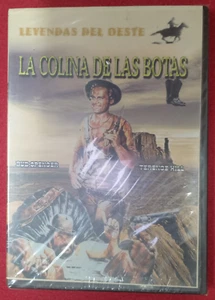 LEYENDAS DEL OESTE
LA COLINA DE LAS BOTAS
BUD SPENCER
TERENCE HILL